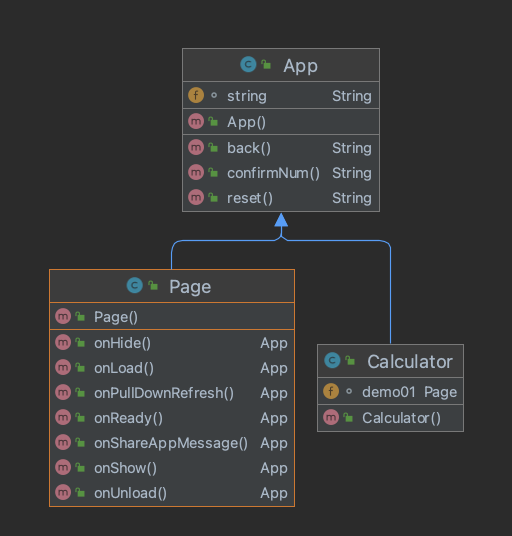 C App
f string String
m App()
m back() String
m confirmNum() String
m reset() String
C Page
m Page()
m onHide() App
m onLoad() App
m onPullDownRefresh() App
m onReady() App
m onShareAppMessage() App
m onShow() App
m onUnload() App
C Calculator
f demo01 Page
m Calculator()